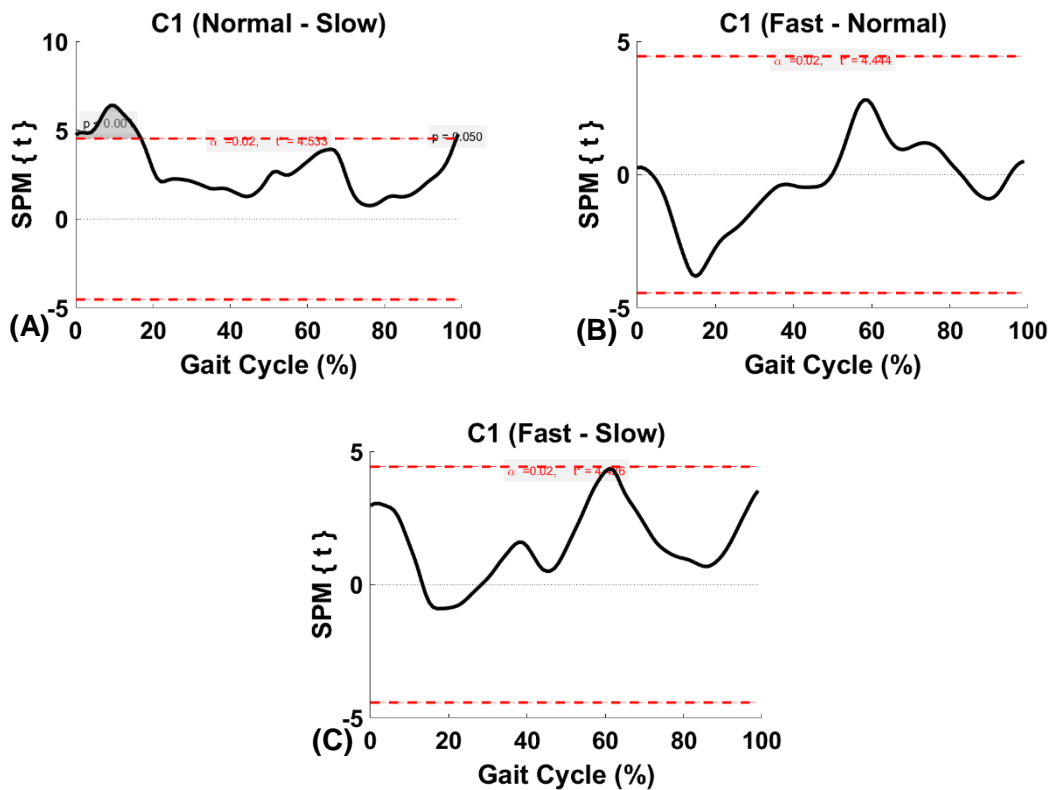 C1 (Normal - Slow)
10
5
0
-5
SPM { t }
p < 0.001
α =0.02, t* = 4.533
p = 0.050
0 20 40 60 80 100
Gait Cycle (%)
(A)
C1 (Fast - Normal)
5
0
-5
SPM { t }
α =0.02, t* = 4.444
0 20 40 60 80 100
Gait Cycle (%)
(B)
C1 (Fast - Slow)
5
0
-5
SPM { t }
α =0.02,
0 20 40 60 80 100
Gait Cycle (%)
(C)